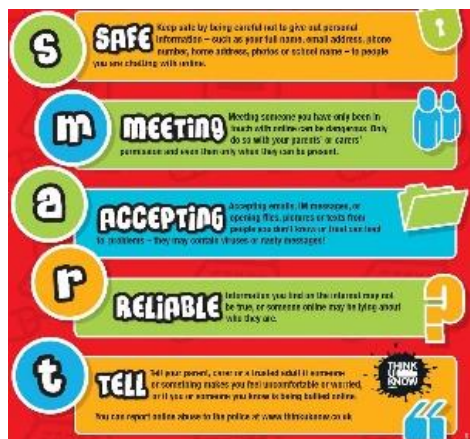 s
SAFE Keep safe by being careful not to give out personal
information – such as your full name, email address, phone
number, home address, photos or school name – to people
you are chatting with online.
m
MEETING Meeting someone you have only been in
touch with online can be dangerous. Only
do so with your parents' or carers'
permission and even then only when they can be present.
a
ACCEPTING Accepting emails, IM messages, or
opening files, pictures or texts from
people you don't know or trust can lead
to problems – they may contain viruses or nasty messages!
r
RELIABLE Information you find on the internet may not
be true, or someone online may be lying about
who they are.
t
TELL Tell your parent, carer or a trusted adult if someone
or something makes you feel uncomfortable or worried,
or if you or someone you know is being bullied online.
THINK
U
KNOW
You can report online abuse to the police at www.thinkuknow.co.uk